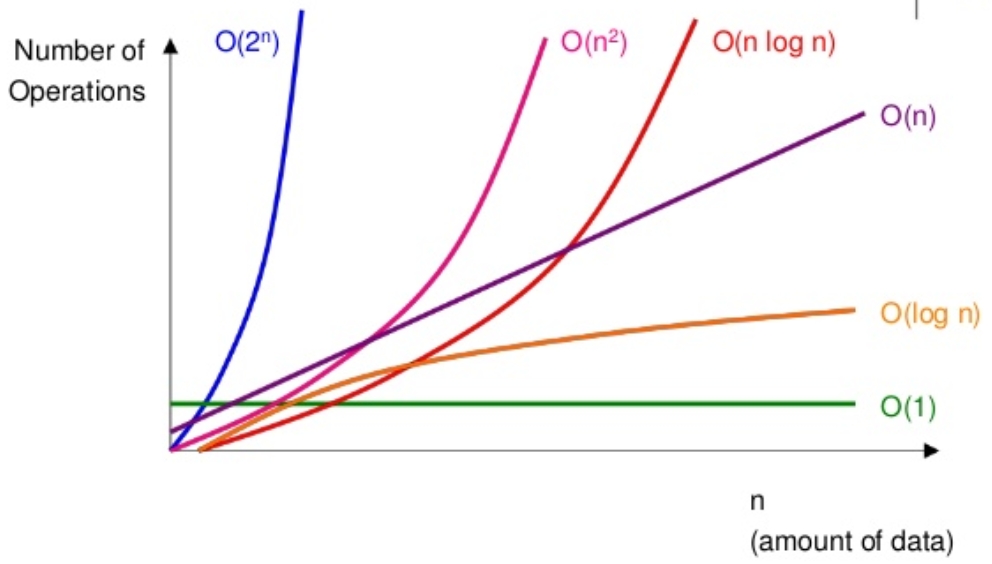 Number of
Operations
O(2ⁿ)
O(n²)
O(n log n)
O(n)
O(log n)
O(1)
n
(amount of data)